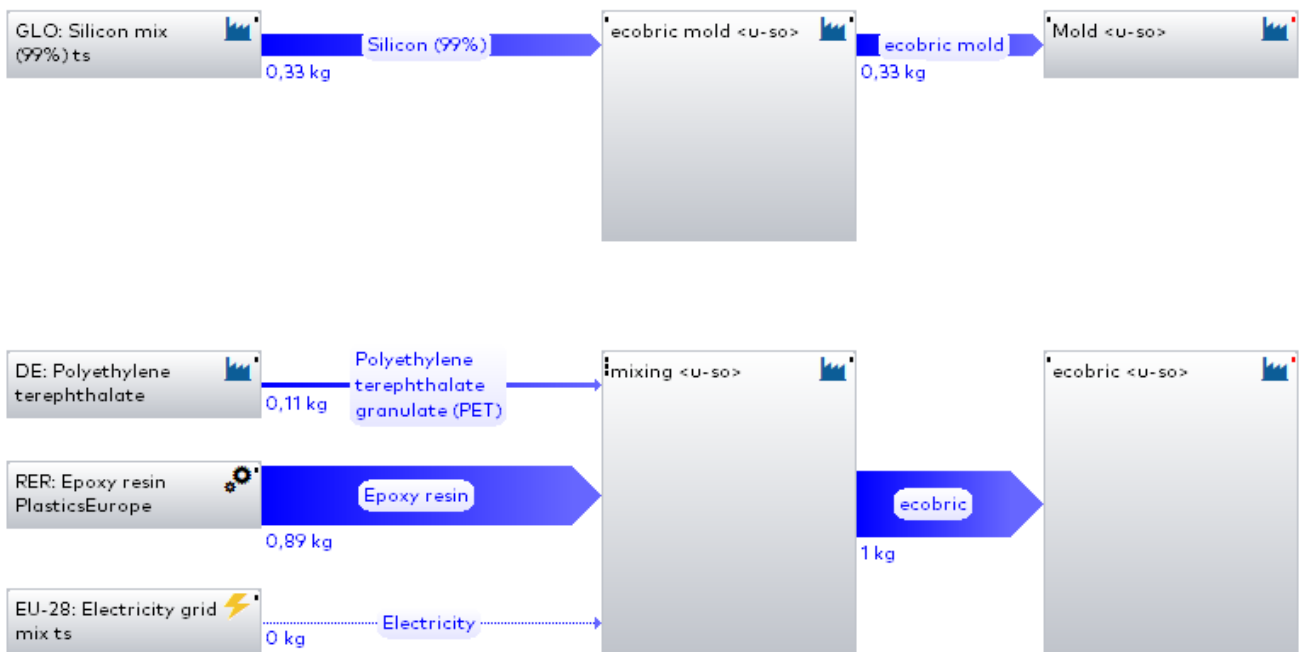 GLO: Silicon mix
(99%) ts
Silicon (99%)
0,33 kg
ecobric mold <u-so>
ecobric mold
0,33 kg
Mold <u-so>
DE: Polyethylene
terephthalate
Polyethylene
terephthalate
granulate (PET)
0,11 kg
mixing <u-so>
ecobric <u-so>
RER: Epoxy resin
PlasticsEurope
Epoxy resin
0,89 kg
ecobric
1 kg
EU-28: Electricity grid
mix ts
Electricity
0 kg